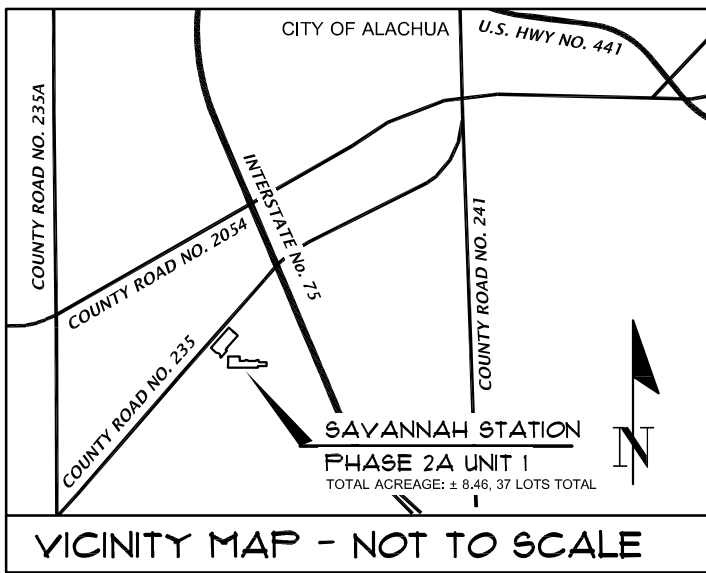 CITY OF ALACHUA
U.S. HWY NO. 441
COUNTY ROAD NO. 235A
INTERSTATE No. 75
COUNTY ROAD NO. 2054
COUNTY ROAD NO. 241
COUNTY ROAD NO. 235
SAVANNAH STATION
PHASE 2A UNIT 1
TOTAL ACREAGE: ± 8.46, 37 LOTS TOTAL
N
VICINITY MAP - NOT TO SCALE